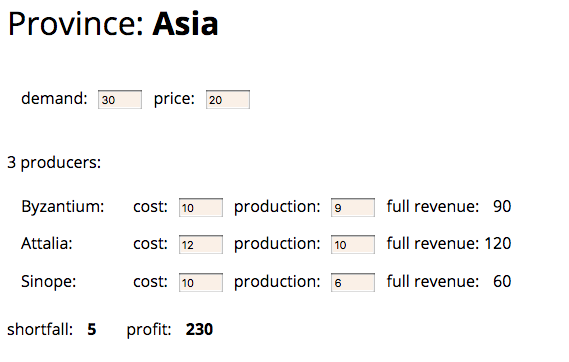 Province: Asia
demand: 30 price: 20
3 producers:
Byzantium: cost: 10 production: 9 full revenue: 90
Attalia: cost: 12 production: 10 full revenue: 120
Sinope: cost: 10 production: 6 full revenue: 60
shortfall: 5 profit: 230